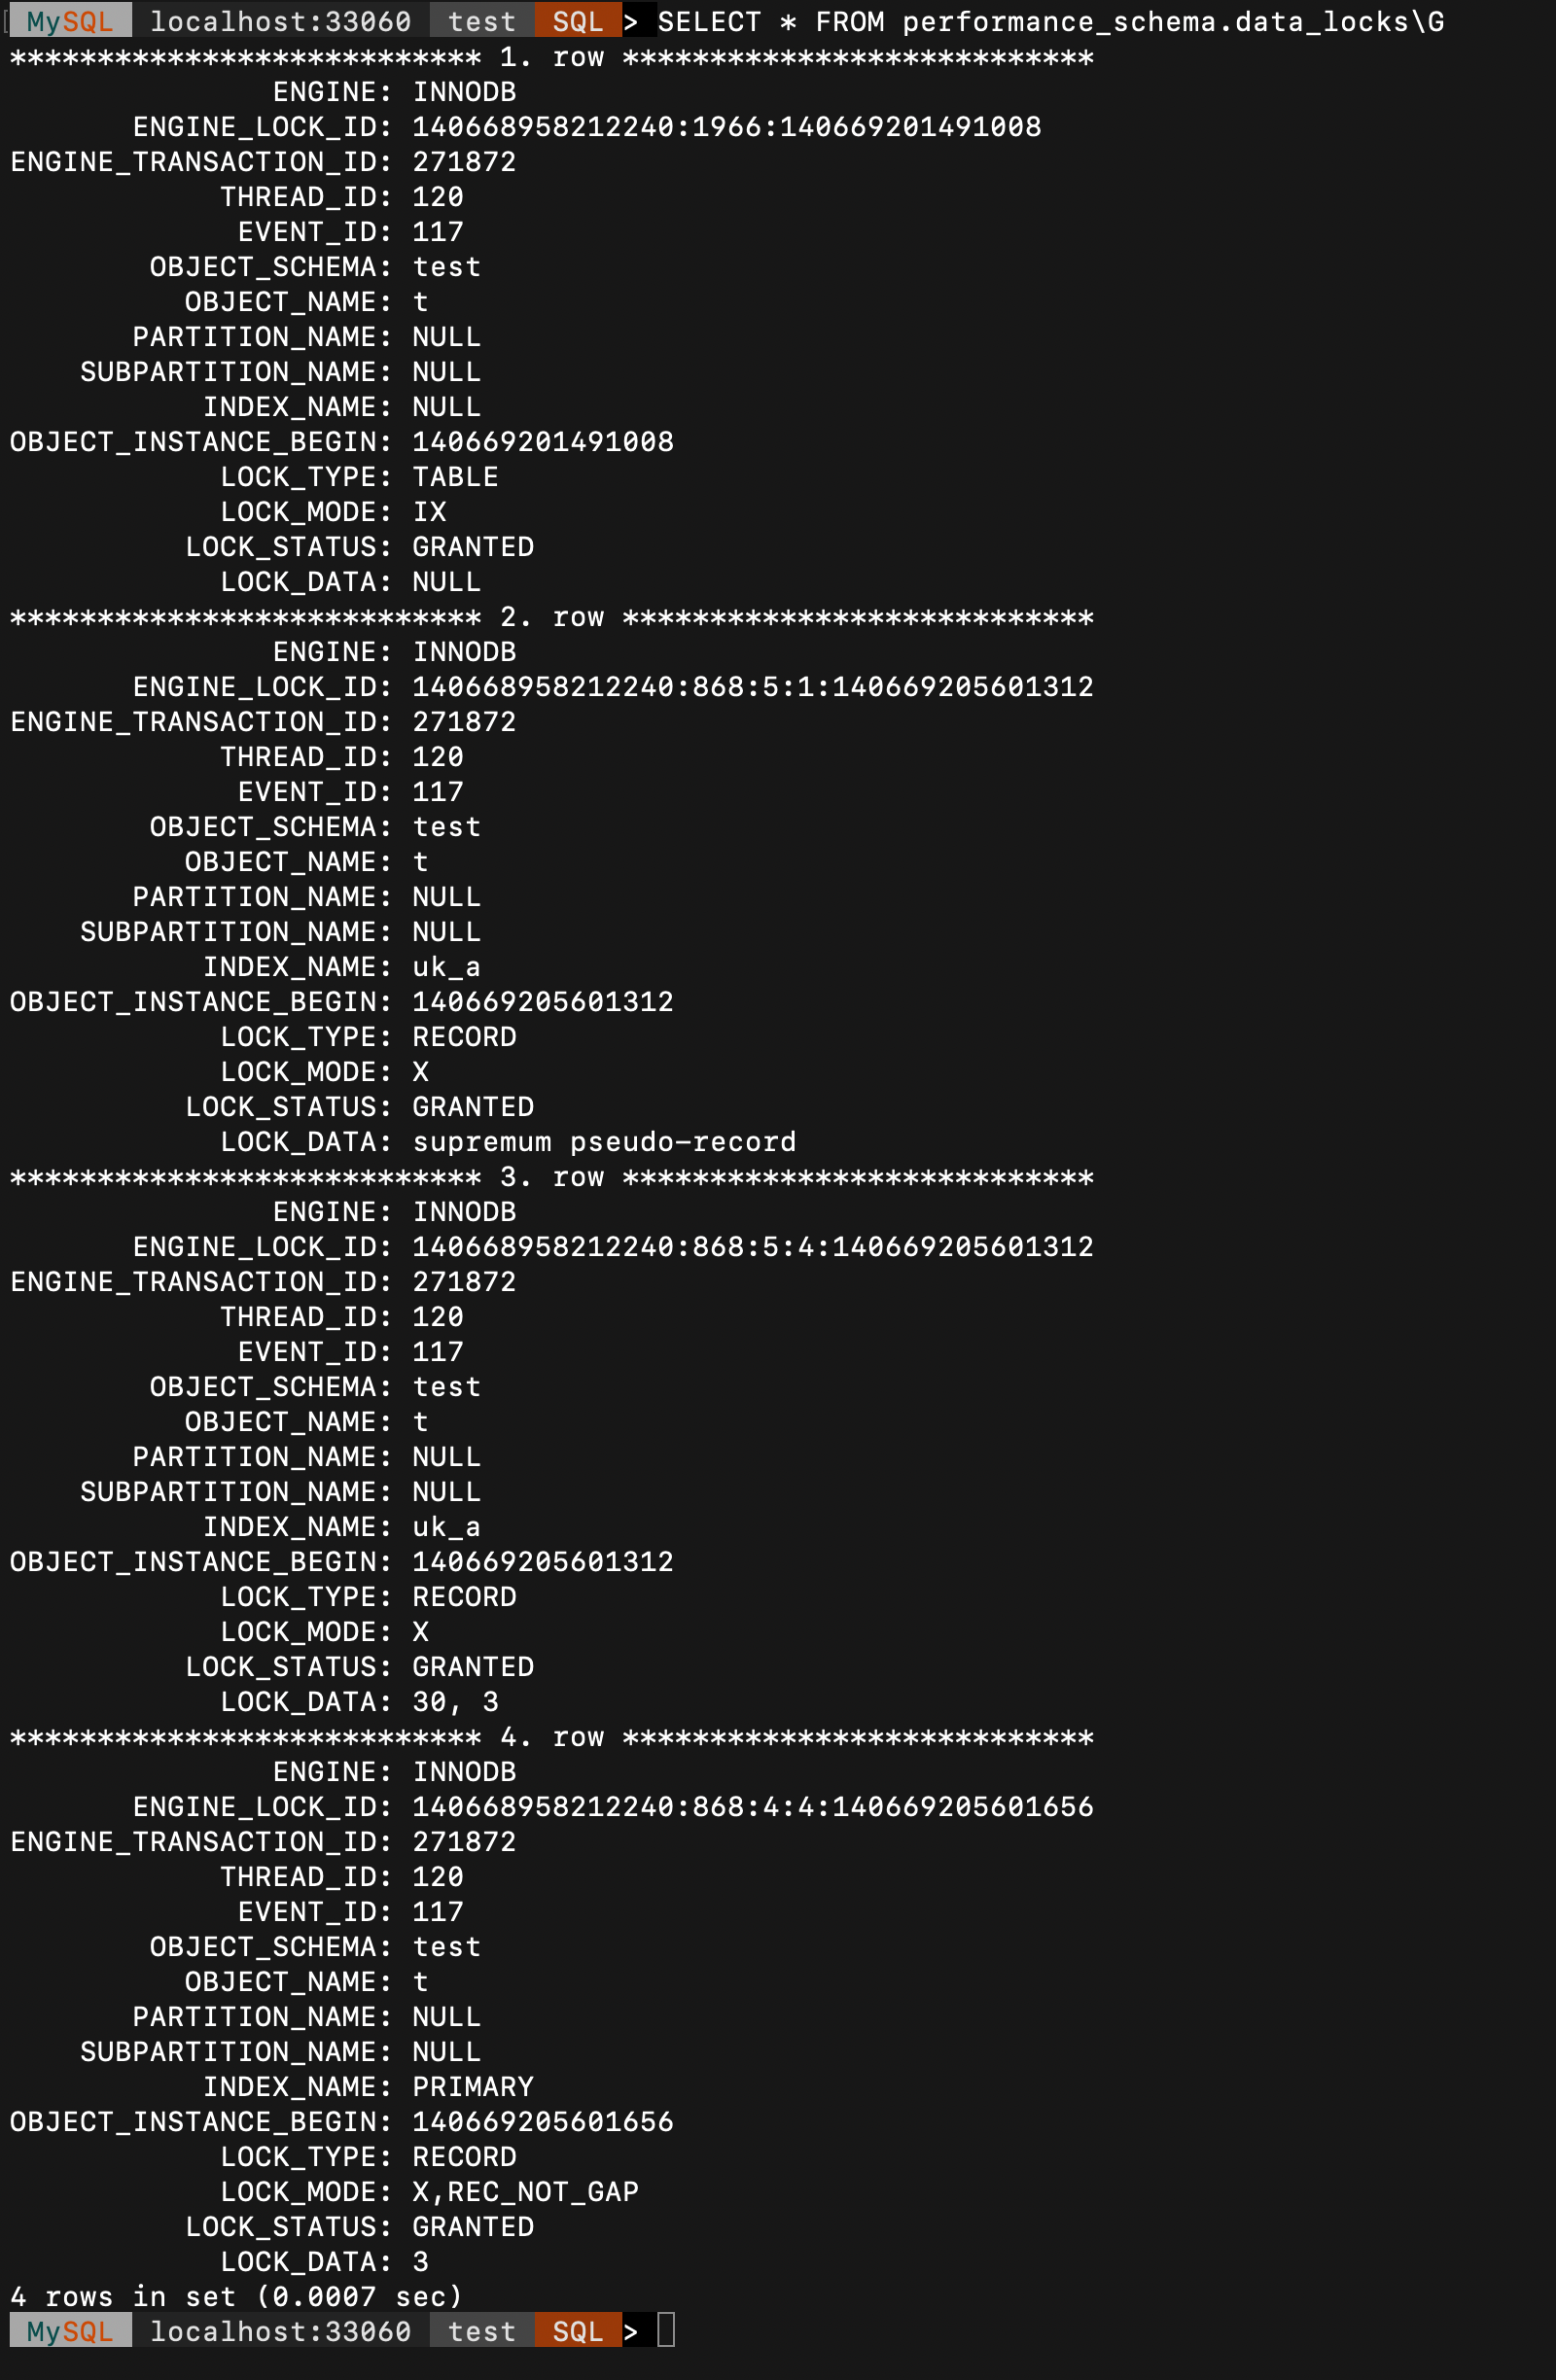 MySQL localhost:33060 test SQL > SELECT * FROM performance_schema.data_locks\G
*************************** 1. row ***************************
ENGINE: INNODB
ENGINE_LOCK_ID: 140668958212240:1966:140669201491008
ENGINE_TRANSACTION_ID: 271872
THREAD_ID: 120
EVENT_ID: 117
OBJECT_SCHEMA: test
OBJECT_NAME: t
PARTITION_NAME: NULL
SUBPARTITION_NAME: NULL
INDEX_NAME: NULL
OBJECT_INSTANCE_BEGIN: 140669201491008
LOCK_TYPE: TABLE
LOCK_MODE: IX
LOCK_STATUS: GRANTED
LOCK_DATA: NULL
*************************** 2. row ***************************
ENGINE: INNODB
ENGINE_LOCK_ID: 140668958212240:868:5:1:140669205601312
ENGINE_TRANSACTION_ID: 271872
THREAD_ID: 120
EVENT_ID: 117
OBJECT_SCHEMA: test
OBJECT_NAME: t
PARTITION_NAME: NULL
SUBPARTITION_NAME: NULL
INDEX_NAME: uk_a
OBJECT_INSTANCE_BEGIN: 140669205601312
LOCK_TYPE: RECORD
LOCK_MODE: X
LOCK_STATUS: GRANTED
LOCK_DATA: supremum pseudo-record
*************************** 3. row ***************************
ENGINE: INNODB
ENGINE_LOCK_ID: 140668958212240:868:5:4:140669205601312
ENGINE_TRANSACTION_ID: 271872
THREAD_ID: 120
EVENT_ID: 117
OBJECT_SCHEMA: test
OBJECT_NAME: t
PARTITION_NAME: NULL
SUBPARTITION_NAME: NULL
INDEX_NAME: uk_a
OBJECT_INSTANCE_BEGIN: 140669205601312
LOCK_TYPE: RECORD
LOCK_MODE: X
LOCK_STATUS: GRANTED
LOCK_DATA: 30, 3
*************************** 4. row ***************************
ENGINE: INNODB
ENGINE_LOCK_ID: 140668958212240:868:4:4:140669205601656
ENGINE_TRANSACTION_ID: 271872
THREAD_ID: 120
EVENT_ID: 117
OBJECT_SCHEMA: test
OBJECT_NAME: t
PARTITION_NAME: NULL
SUBPARTITION_NAME: NULL
INDEX_NAME: PRIMARY
OBJECT_INSTANCE_BEGIN: 140669205601656
LOCK_TYPE: RECORD
LOCK_MODE: X,REC_NOT_GAP
LOCK_STATUS: GRANTED
LOCK_DATA: 3
4 rows in set (0.0007 sec)
MySQL localhost:33060 test SQL >